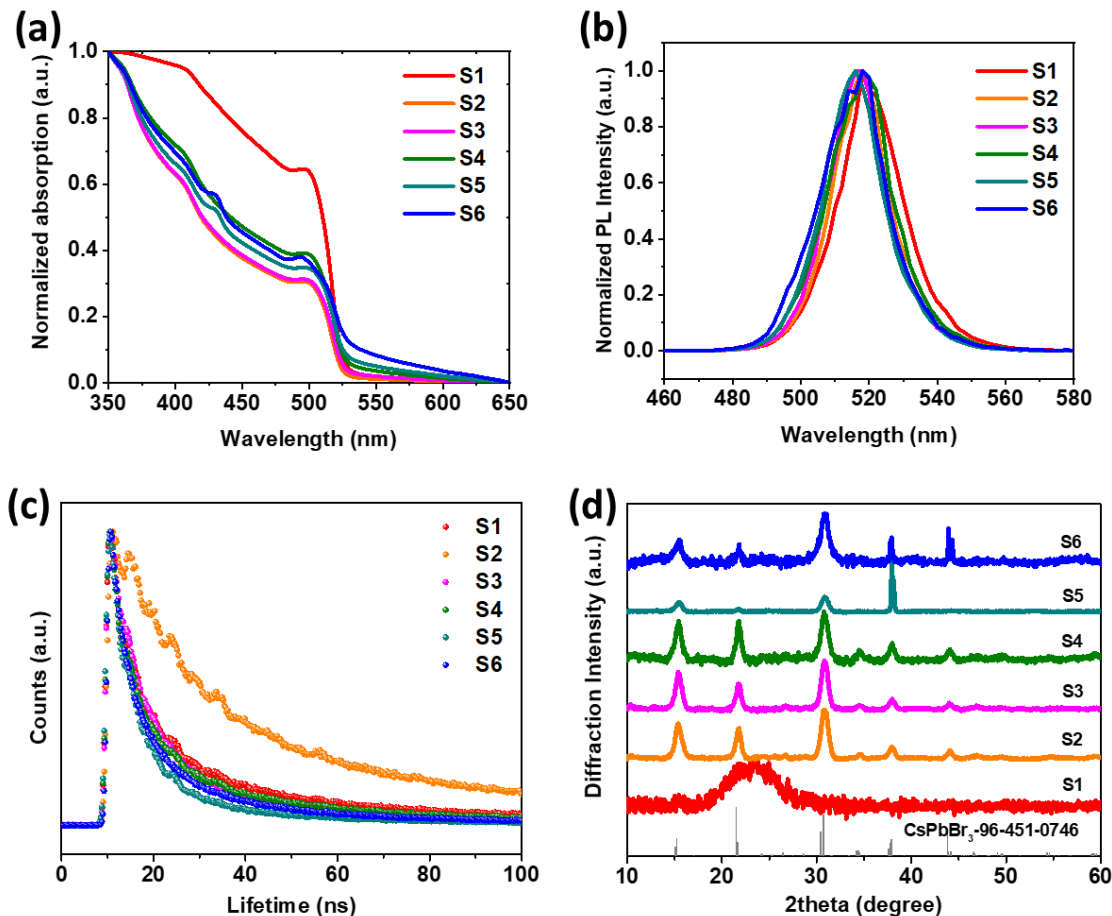 (a)
Normalized absorption (a.u.)
1.0
0.8
0.6
0.4
0.2
0.0
S1
S2
S3
S4
S5
S6
350 400 450 500 550 600 650
Wavelength (nm)
(b)
Normalized PL Intensity (a.u.)
1.0
0.8
0.6
0.4
0.2
0.0
S1
S2
S3
S4
S5
S6
460 480 500 520 540 560 580
Wavelength (nm)
(c)
Counts (a.u.)
S1
S2
S3
S4
S5
S6
0 20 40 60 80 100
Lifetime (ns)
(d)
Diffraction Intensity (a.u.)
S6
S5
S4
S3
S2
S1
CsPbBr₃-96-451-0746
10 20 30 40 50 60
2theta (degree)